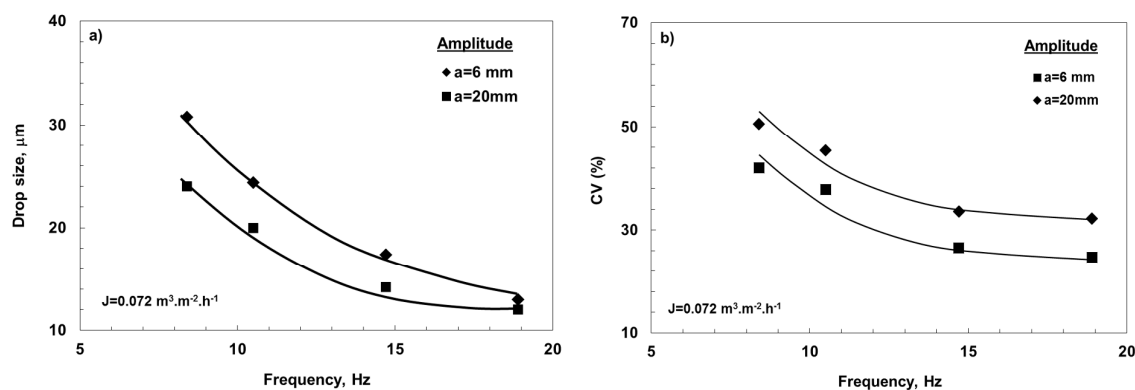 a)
Amplitude
a=6 mm
a=20mm
40
30
20
10
Drop size, μm
J=0.072 m³.m⁻².h⁻¹
5
10
15
20
Frequency, Hz
b)
Amplitude
a=6 mm
a=20mm
70
50
30
10
CV (%)
J=0.072 m³.m⁻².h⁻¹
5
10
15
20
Frequency, Hz